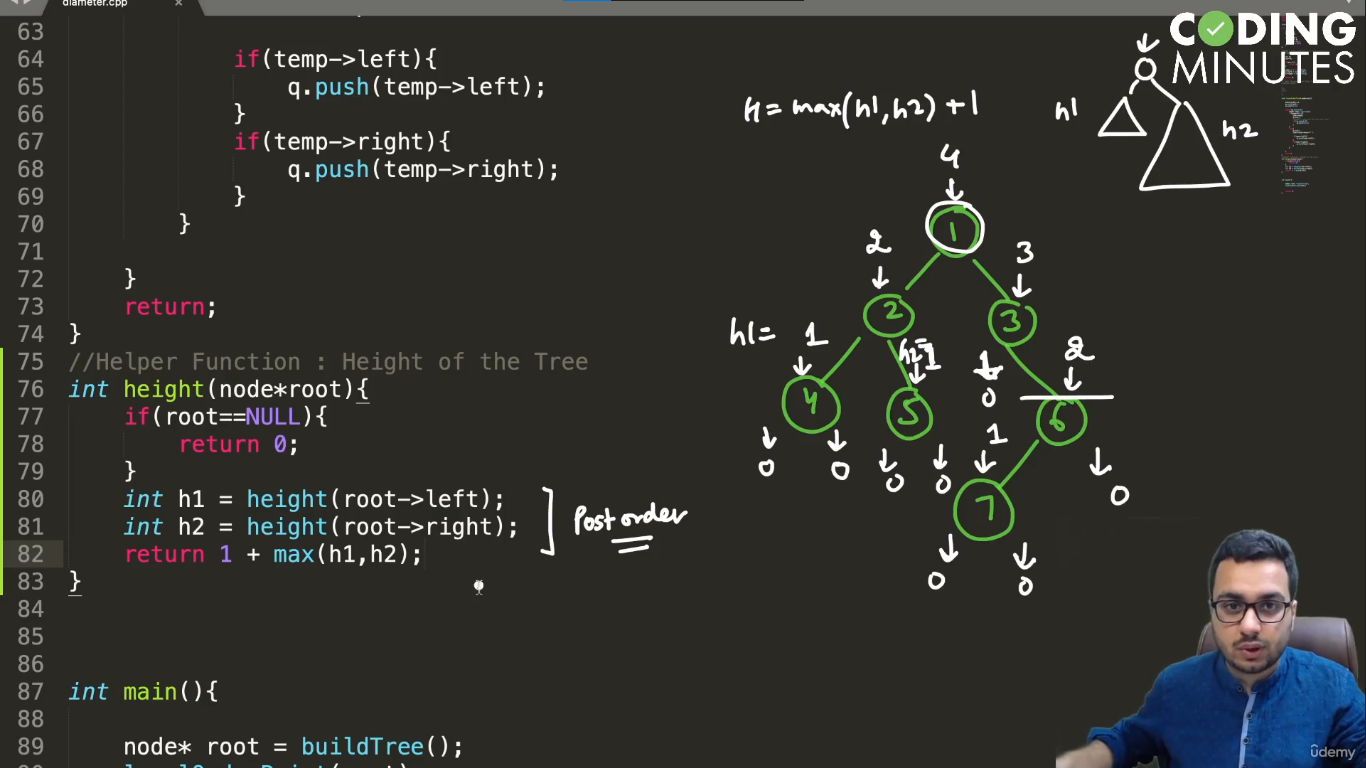 diameter.cpp ×
63
64 if(temp->left){
65 q.push(temp->left);
66 }
67 if(temp->right){
68 q.push(temp->right);
69 }
70 }
71
72 }
73 return;
74 }
75 //Helper Function : Height of the Tree
76 int height(node*root){
77 if(root==NULL){
78 return 0;
79 }
80 int h1 = height(root->left);
81 int h2 = height(root->right);
82 return 1 + max(h1,h2);
83 }
84
85
86
87 int main(){
88
89 node* root = buildTree();
CODING
MINUTES
H = max(h1,h2) +1
h1
h2
4
1
2
3
2
3
h1= 1
h2=1
1
2
0
4
5
6
1
0
0
0
0
0
7
0
0
Post order
ûdemy